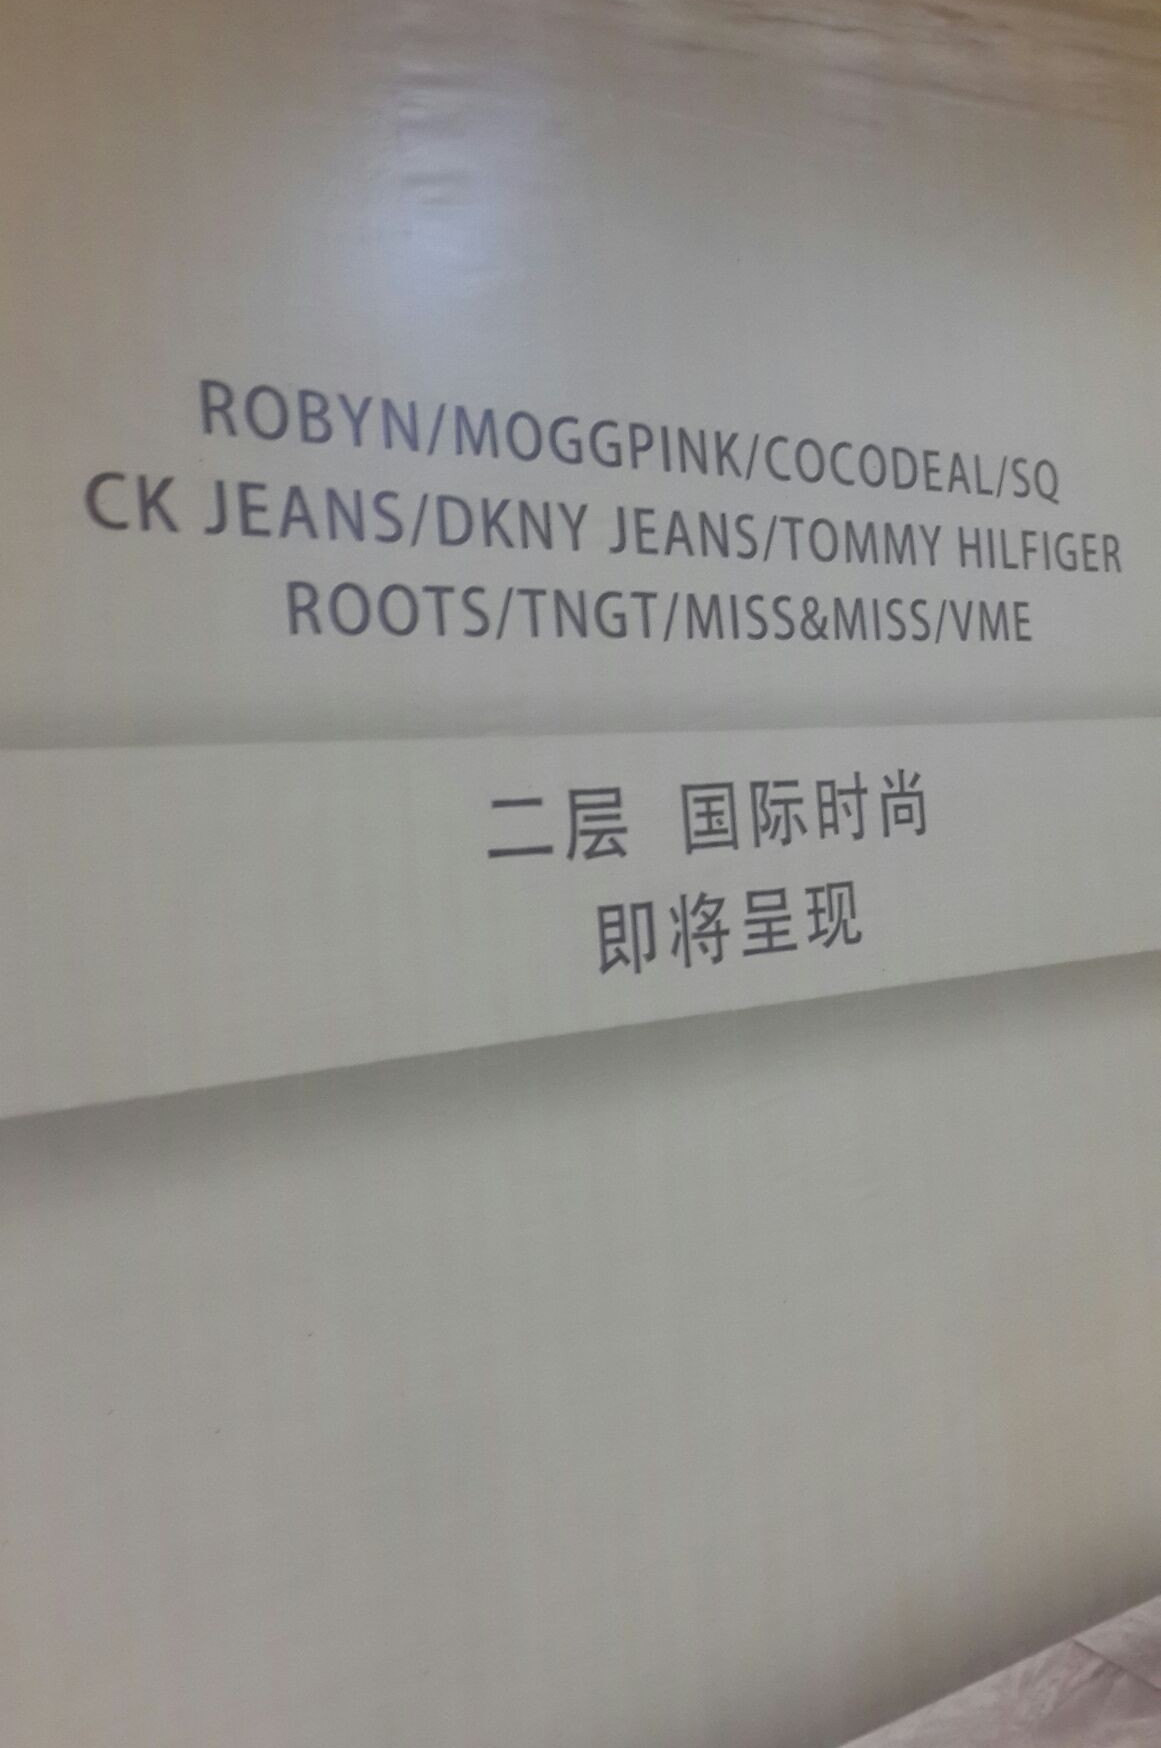 ROBYN/MOGGPINK/COCODEAL/SQ
CK JEANS/DKNY JEANS/TOMMY HILFIGER
ROOTS/TNGT/MISS&MISS/VME
二层 国际时尚
即将呈现